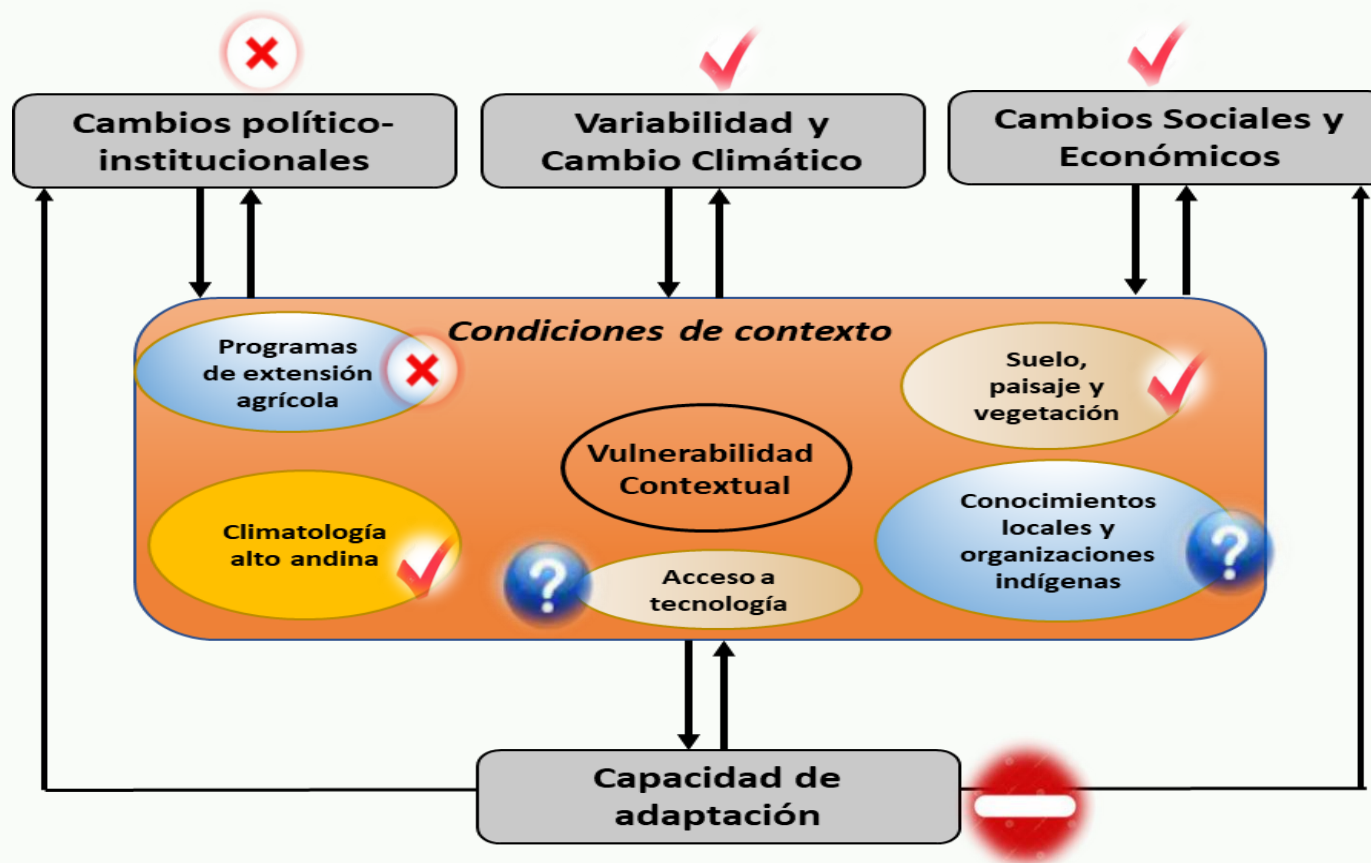 Cambios político-
institucionales
Variabilidad y
Cambio Climático
Cambios Sociales y
Económicos
Condiciones de contexto
Programas
de extensión
agrícola
Suelo,
paisaje y
vegetación
Vulnerabilidad
Contextual
Climatología
alto andina
Conocimientos
locales y
organizaciones
indígenas
?
Acceso a
tecnología
?
Capacidad de
adaptación